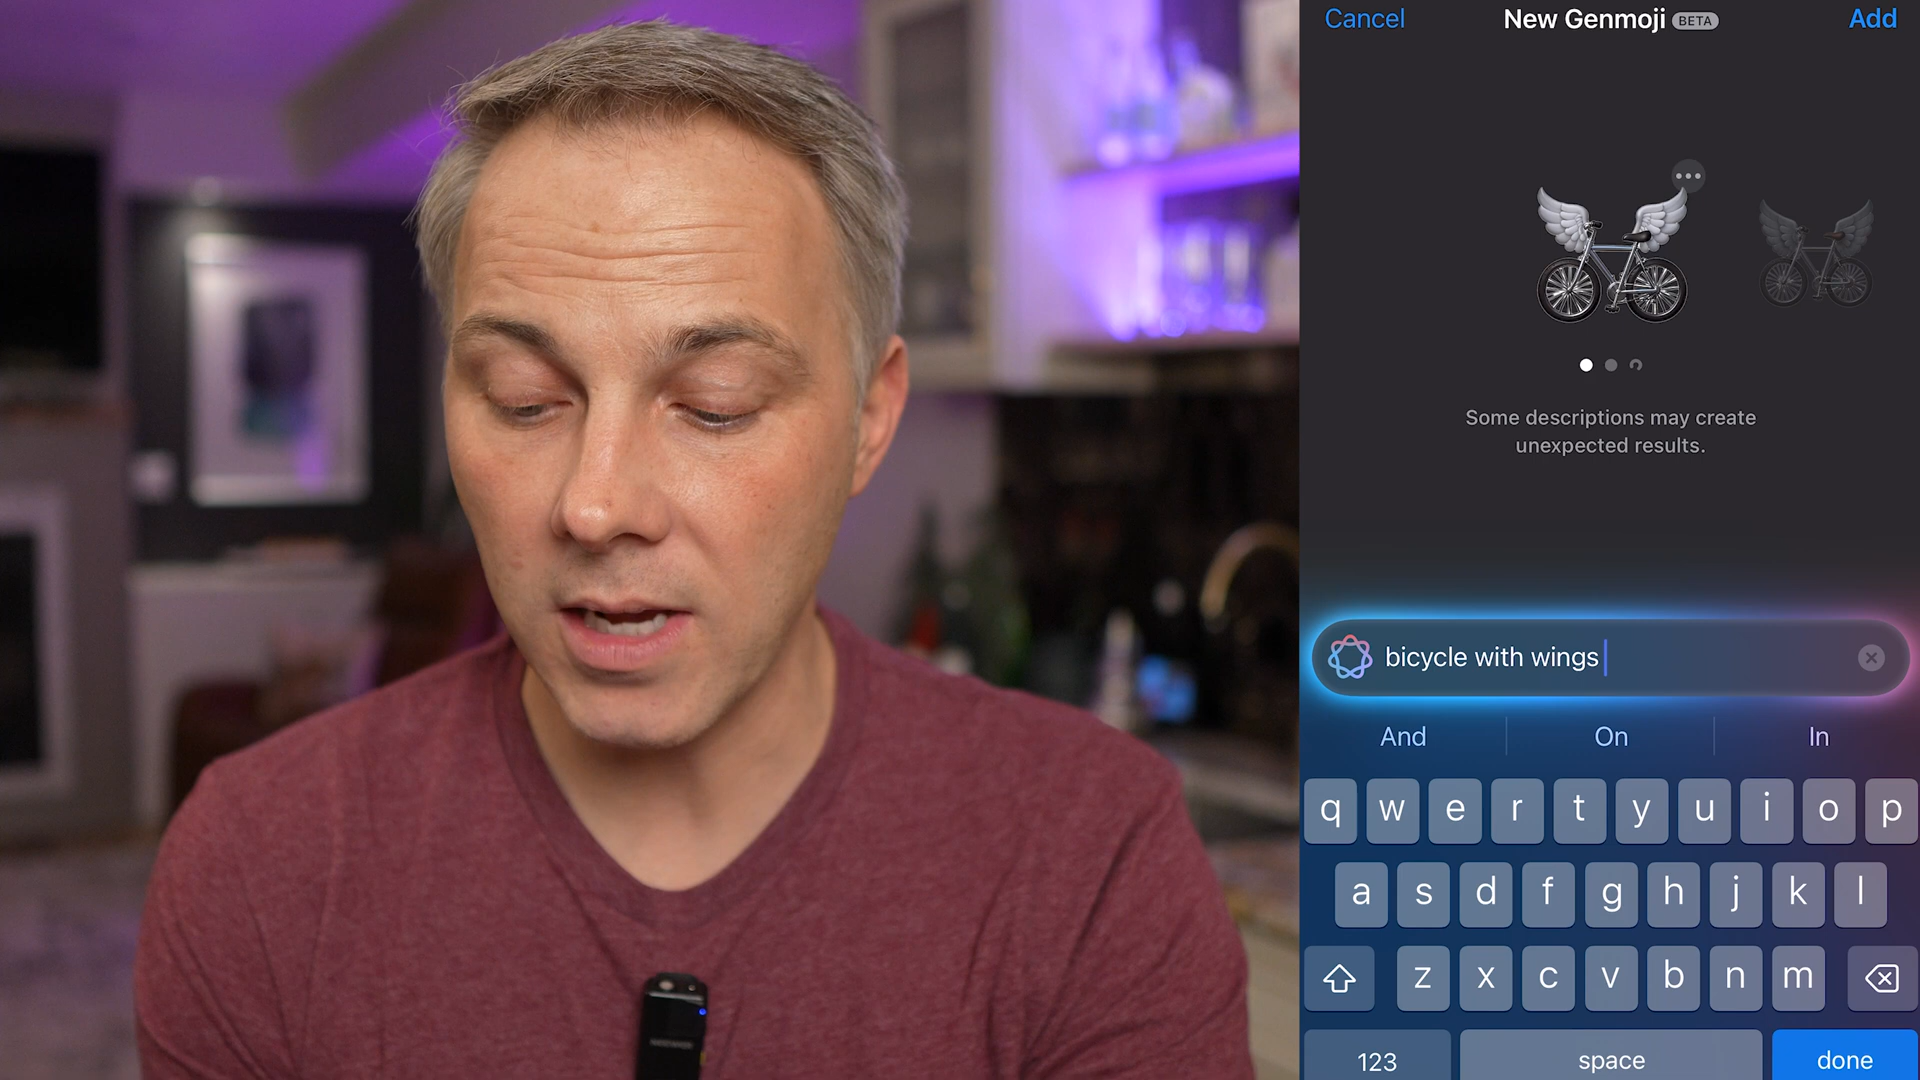 Cancel
New Genmoji BETA
Add
Some descriptions may create
unexpected results.
bicycle with wings
And
On
In
q w e r t y u i o p
a s d f g h j k l
z x c v b n m
123
space
done